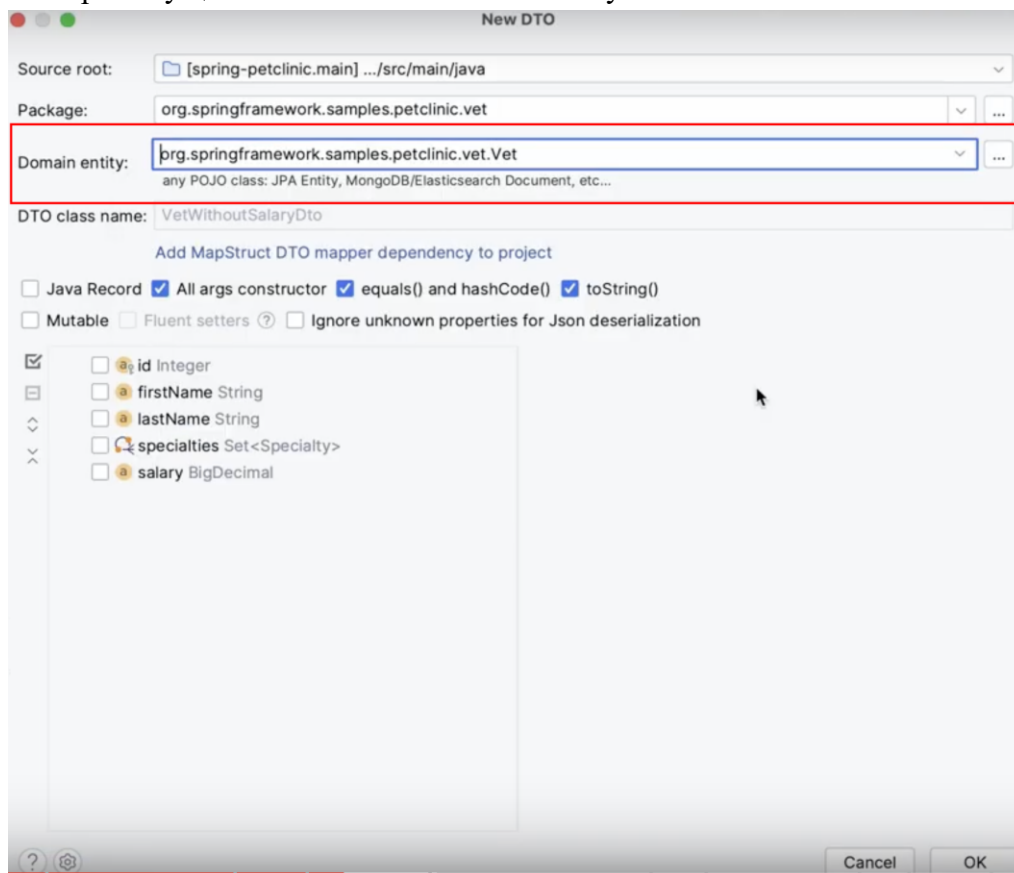 New DTO
Source root: [spring-petclinic.main] .../src/main/java
Package: org.springframework.samples.petclinic.vet ...
Domain entity: org.springframework.samples.petclinic.vet.Vet ...
any POJO class: JPA Entity, MongoDB/Elasticsearch Document, etc...
DTO class name: VetWithoutSalaryDto
Add MapStruct DTO mapper dependency to project
Java Record All args constructor equals() and hashCode() toString()
Mutable Fluent setters ? Ignore unknown properties for Json deserialization
a id Integer
a firstName String
a lastName String
specialties Set<Specialty>
a salary BigDecimal
? Cancel OK